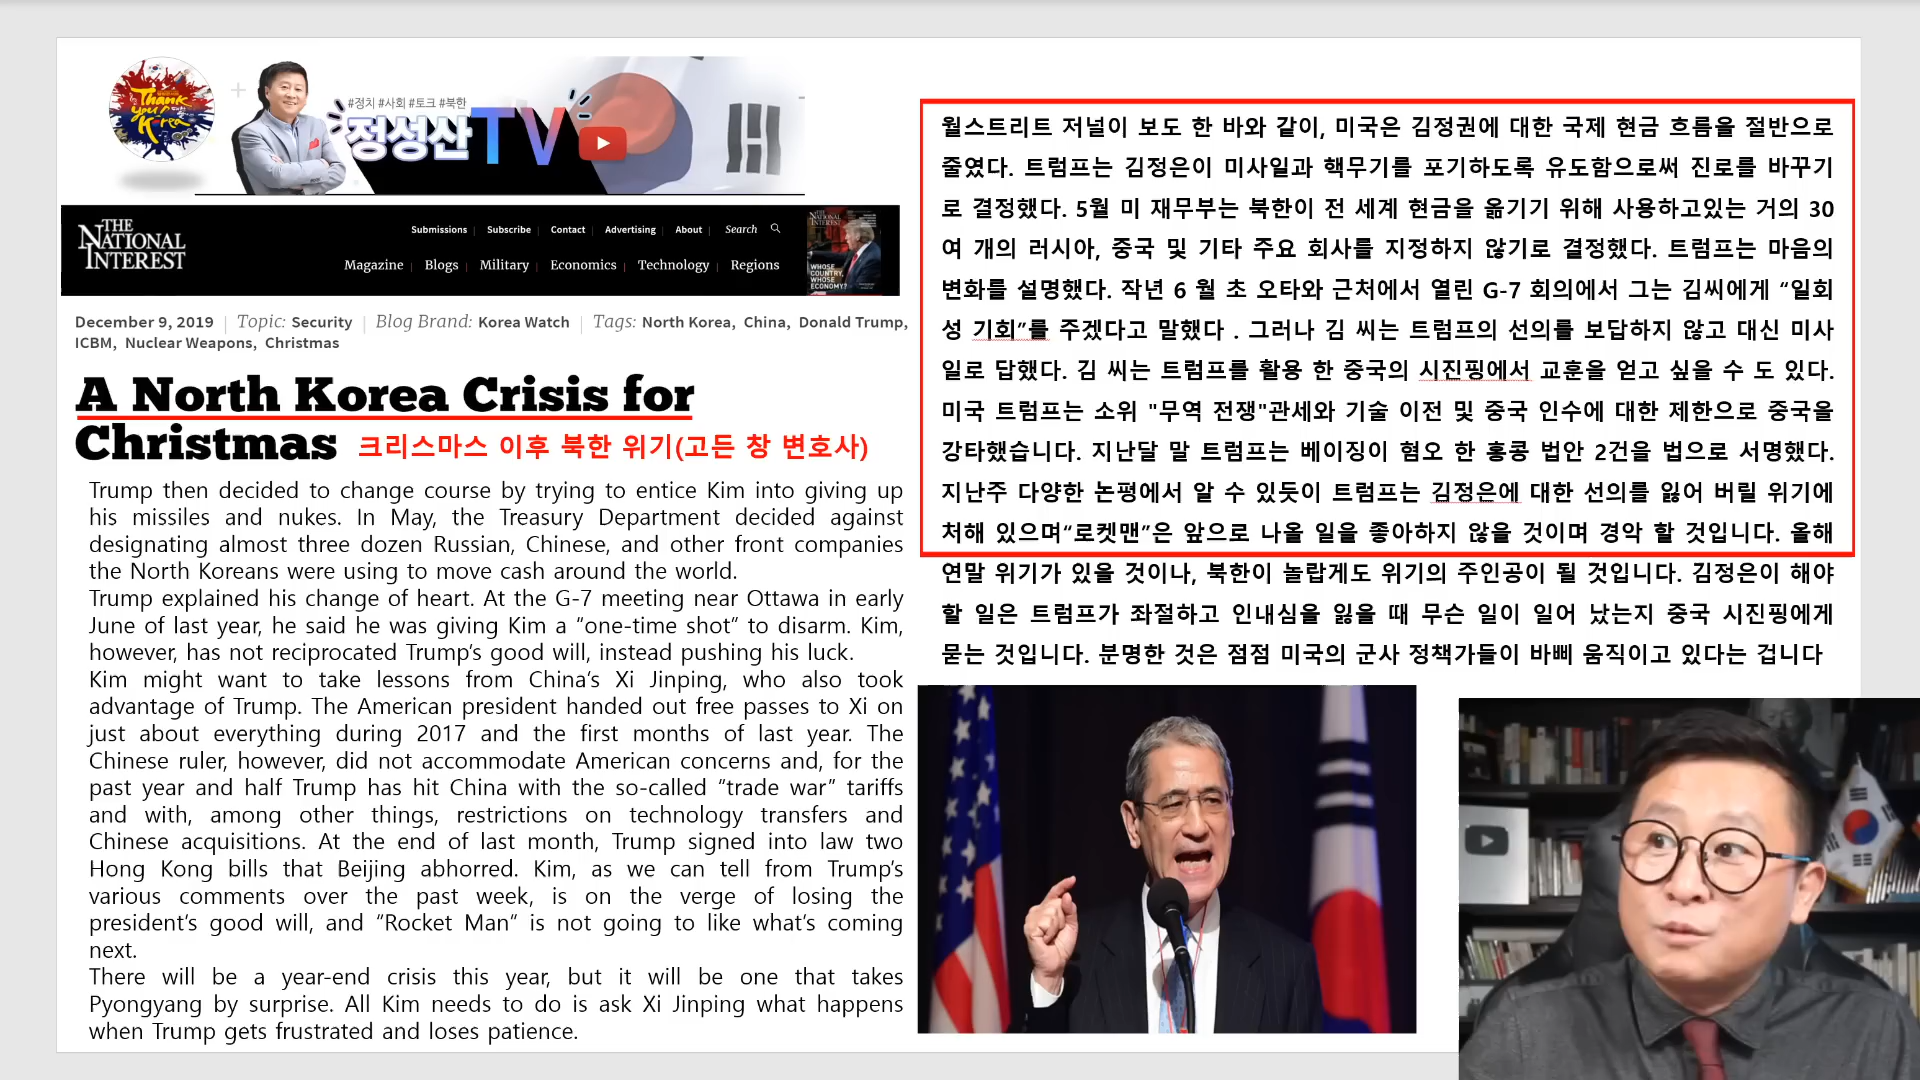 Thank
you
Korea
#정치 #사회 #토크 #북한
정성산TV
THE
NATIONAL
INTEREST
Submissions | Subscribe | Contact | Advertising | About | Search
Magazine | Blogs | Military | Economics | Technology | Regions
WHOSE
COUNTRY,
WHOSE
ECONOMY?
December 9, 2019 | Topic: Security | Blog Brand: Korea Watch | Tags: North Korea, China, Donald Trump,
ICBM, Nuclear Weapons, Christmas
A North Korea Crisis for
Christmas 크리스마스 이후 북한 위기(고든 창 변호사)
Trump then decided to change course by trying to entice Kim into giving up
his missiles and nukes. In May, the Treasury Department decided against
designating almost three dozen Russian, Chinese, and other front companies
the North Koreans were using to move cash around the world.
Trump explained his change of heart. At the G-7 meeting near Ottawa in early
June of last year, he said he was giving Kim a “one-time shot“ to disarm. Kim,
however, has not reciprocated Trump’s good will, instead pushing his luck.
Kim might want to take lessons from China’s Xi Jinping, who also took
advantage of Trump. The American president handed out free passes to Xi on
just about everything during 2017 and the first months of last year. The
Chinese ruler, however, did not accommodate American concerns and, for the
past year and half Trump has hit China with the so-called “trade war” tariffs
and with, among other things, restrictions on technology transfers and
Chinese acquisitions. At the end of last month, Trump signed into law two
Hong Kong bills that Beijing abhorred. Kim, as we can tell from Trump’s
various comments over the past week, is on the verge of losing the
president’s good will, and “Rocket Man“ is not going to like what’s coming
next.
There will be a year-end crisis this year, but it will be one that takes
Pyongyang by surprise. All Kim needs to do is ask Xi Jinping what happens
when Trump gets frustrated and loses patience.
월스트리트 저널이 보도 한 바와 같이, 미국은 김정권에 대한 국제 현금 흐름을 절반으로
줄였다. 트럼프는 김정은이 미사일과 핵무기를 포기하도록 유도함으로써 진로를 바꾸기
로 결정했다. 5월 미 재무부는 북한이 전 세계 현금을 옮기기 위해 사용하고있는 거의 30
여 개의 러시아, 중국 및 기타 주요 회사를 지정하지 않기로 결정했다. 트럼프는 마음의
변화를 설명했다. 작년 6 월 초 오타와 근처에서 열린 G-7 회의에서 그는 김씨에게 “일회
성 기회”를 주겠다고 말했다 . 그러나 김 씨는 트럼프의 선의를 보답하지 않고 대신 미사
일로 답했다. 김 씨는 트럼프를 활용 한 중국의 시진핑에서 교훈을 얻고 싶을 수 도 있다.
미국 트럼프는 소위 "무역 전쟁"관세와 기술 이전 및 중국 인수에 대한 제한으로 중국을
강타했습니다. 지난달 말 트럼프는 베이징이 혐오 한 홍콩 법안 2건을 법으로 서명했다.
지난주 다양한 논평에서 알 수 있듯이 트럼프는 김정은에 대한 선의를 잃어 버릴 위기에
처해 있으며“로켓맨”은 앞으로 나올 일을 좋아하지 않을 것이며 경악 할 것입니다. 올해
연말 위기가 있을 것이나, 북한이 놀랍게도 위기의 주인공이 될 것입니다. 김정은이 해야
할 일은 트럼프가 좌절하고 인내심을 잃을 때 무슨 일이 일어 났는지 중국 시진핑에게
묻는 것입니다. 분명한 것은 점점 미국의 군사 정책가들이 바삐 움직이고 있다는 겁니다